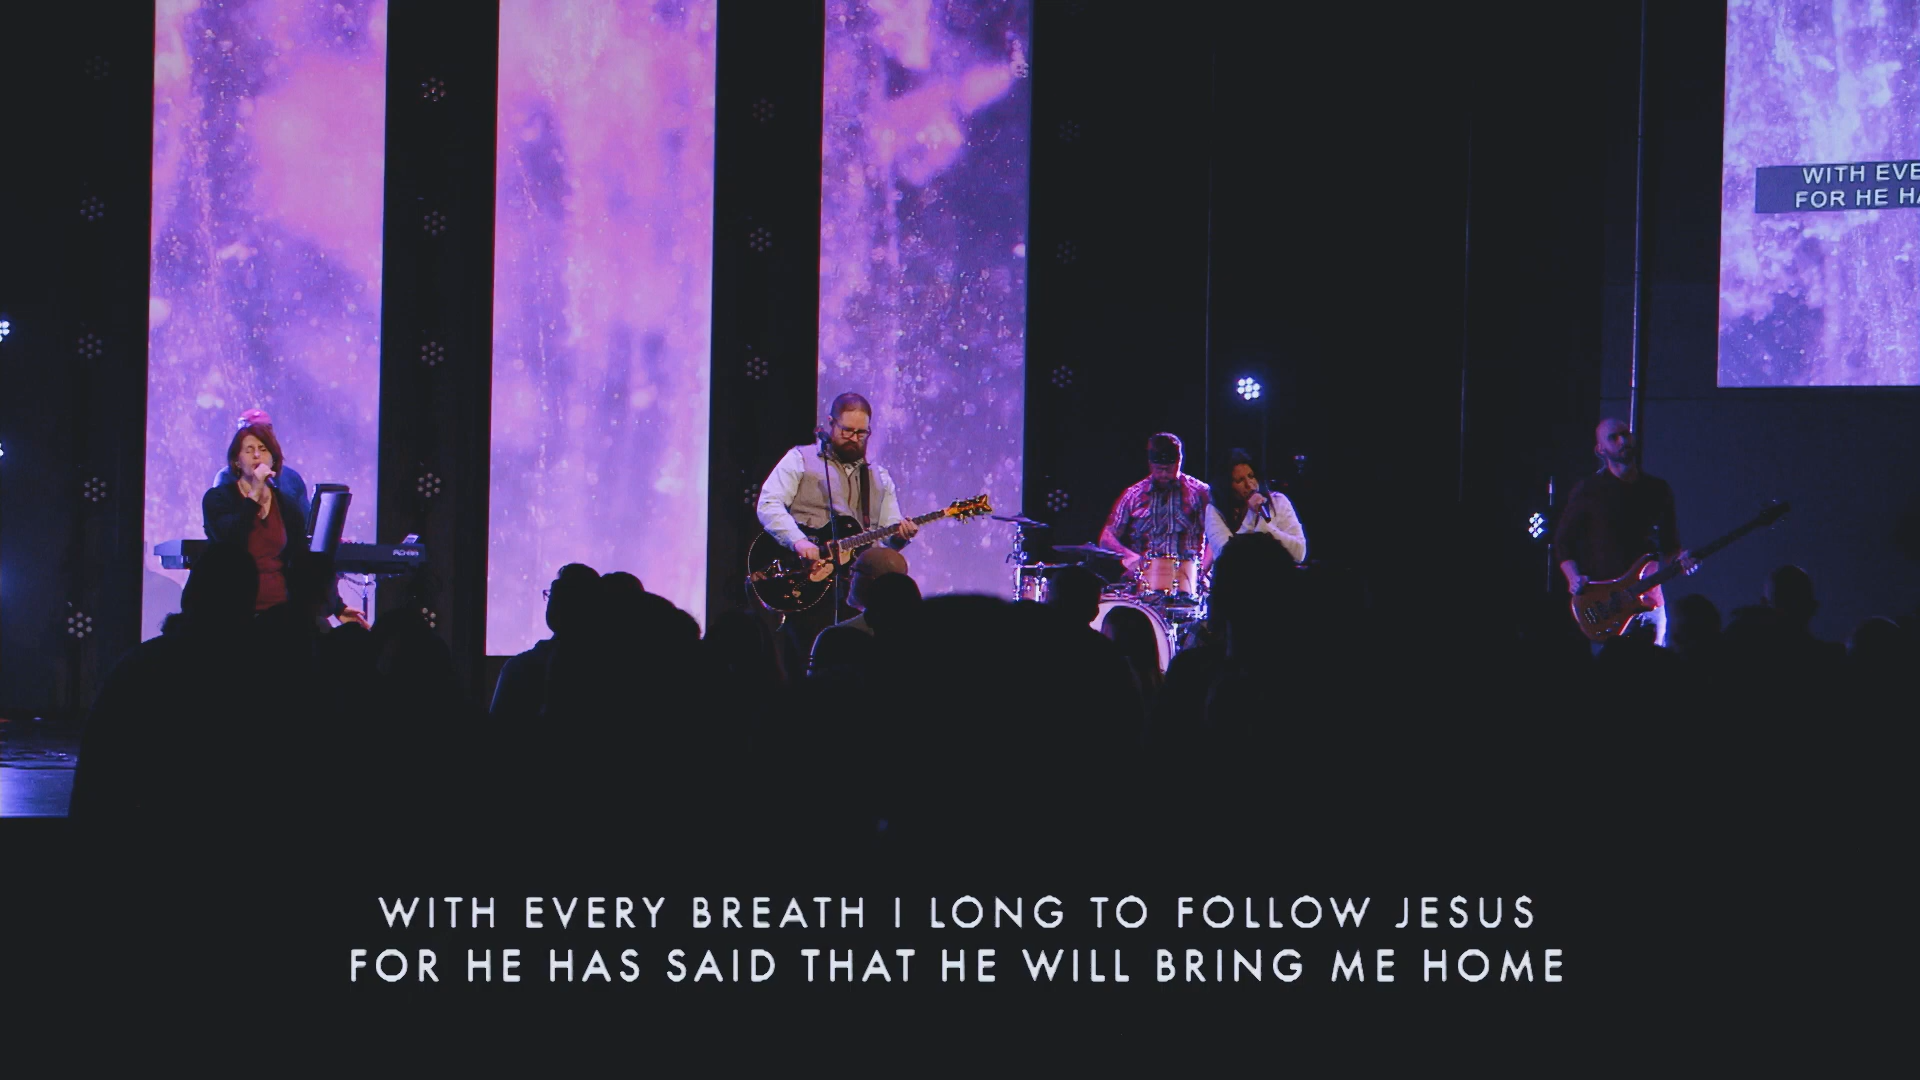 WITH EVE
FOR HE HA
WITH EVERY BREATH I LONG TO FOLLOW JESUS
FOR HE HAS SAID THAT HE WILL BRING ME HOME